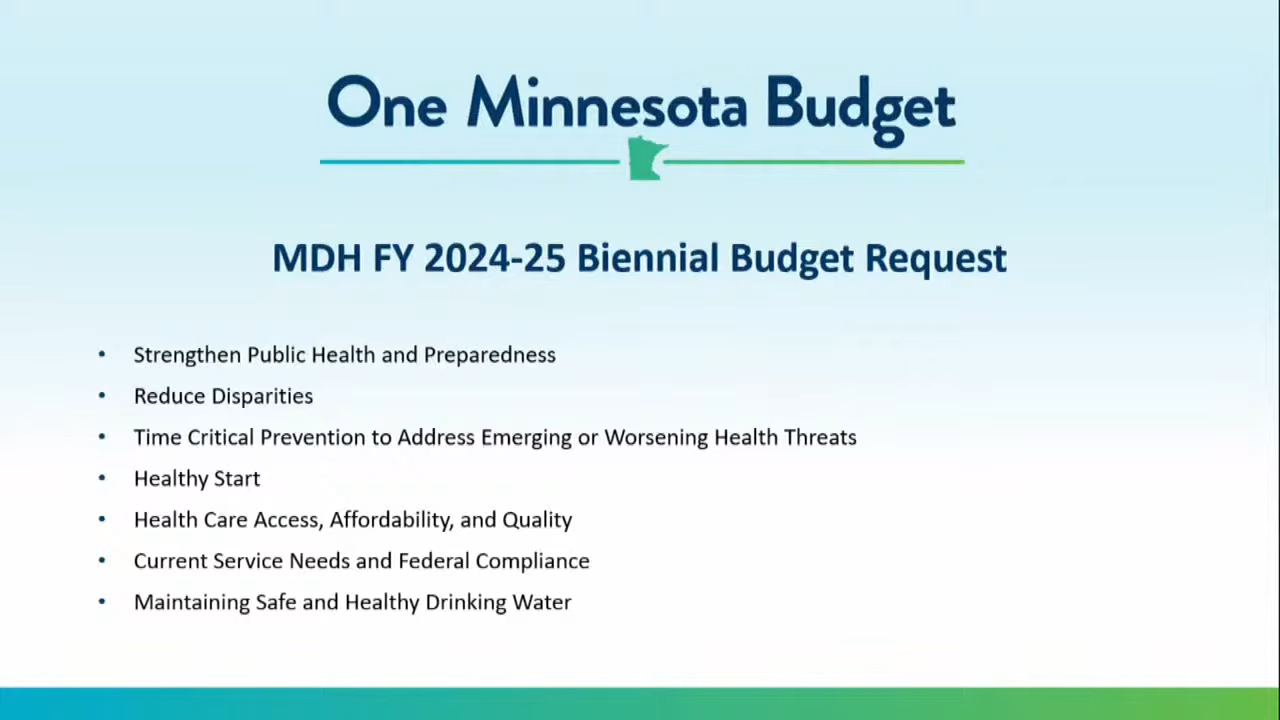 One Minnesota Budget
MDH FY 2024-25 Biennial Budget Request
• Strengthen Public Health and Preparedness
• Reduce Disparities
• Time Critical Prevention to Address Emerging or Worsening Health Threats
• Healthy Start
• Health Care Access, Affordability, and Quality
• Current Service Needs and Federal Compliance
• Maintaining Safe and Healthy Drinking Water